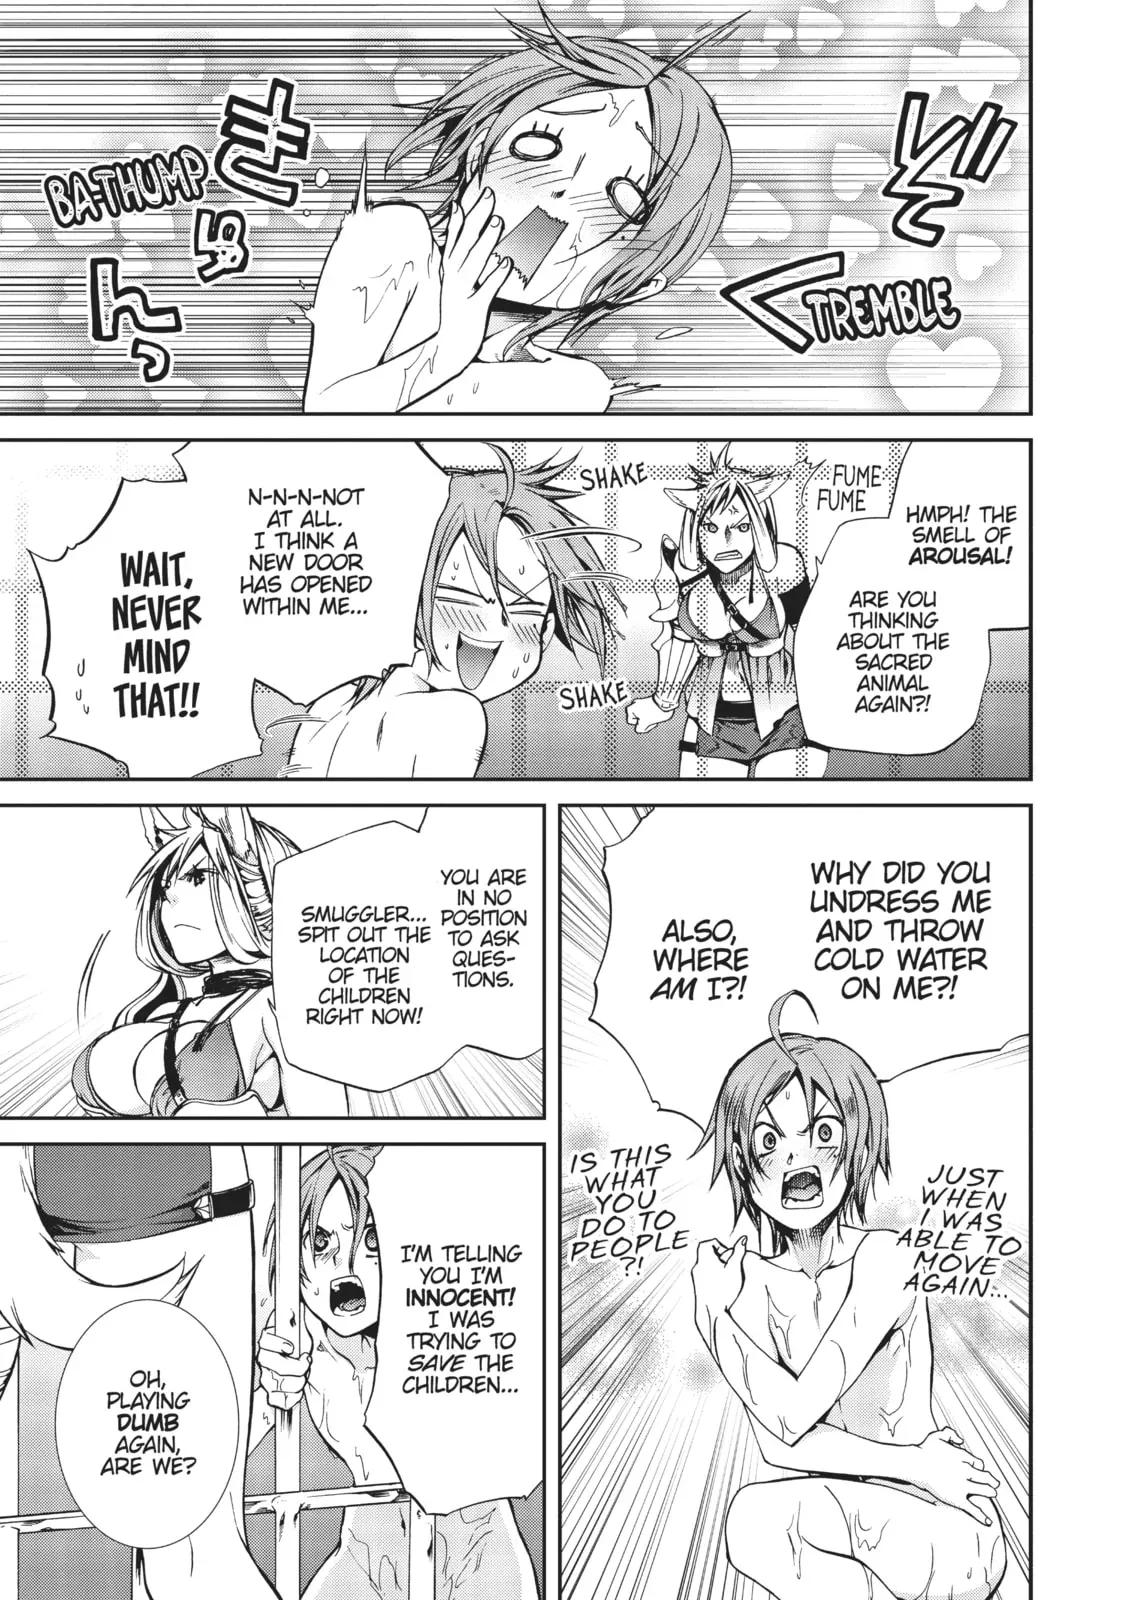 ぞくっ
TREMBLE
きゅんっ
BA-THUMP
HMPH! THE
SMELL OF
AROUSAL!
ARE YOU
THINKING
ABOUT THE
SACRED
ANIMAL
AGAIN?!
FUME
FUME
SHAKE
SHAKE
N-N-N-NOT
AT ALL.
I THINK A
NEW DOOR
HAS OPENED
WITHIN ME...
WAIT,
NEVER
MIND
THAT!!
WHY DID YOU
UNDRESS ME
AND THROW
COLD WATER
ON ME?!
ALSO,
WHERE
AM I?!
JUST
WHEN
I WAS
ABLE TO
MOVE
AGAIN...
IS THIS
WHAT
YOU
DO TO
PEOPLE
?!
YOU ARE
IN NO
POSITION
TO ASK
QUES-
TIONS.
SMUGGLER...
SPIT OUT THE
LOCATION
OF THE
CHILDREN
RIGHT NOW!
I'M TELLING
YOU I'M
INNOCENT!
I WAS
TRYING TO
SAVE THE
CHILDREN...
OH,
PLAYING
DUMB
AGAIN,
ARE WE?